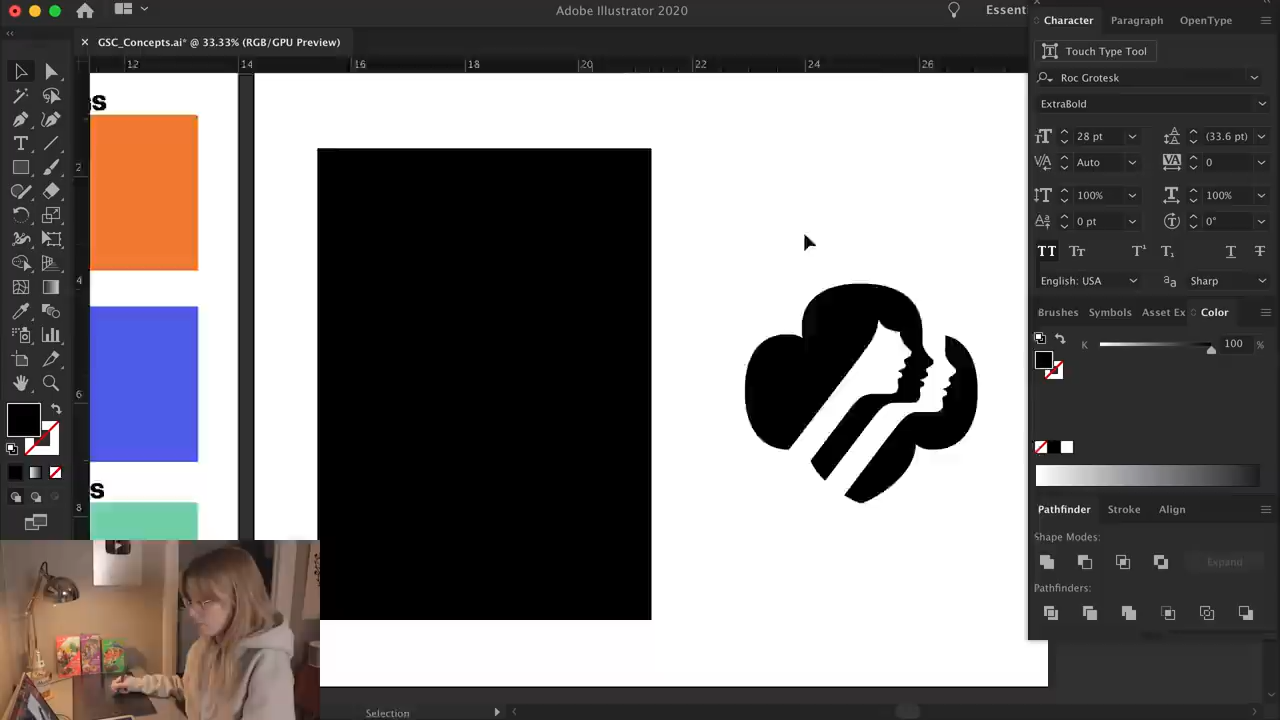 Adobe Illustrator 2020
Essent
Character
Paragraph
OpenType
GSC_Concepts.ai* @ 33.33% (RGB/GPU Preview)
Touch Type Tool
12
14
16
18
20
22
24
26
Roc Grotesk
gs
ExtraBold
28 pt
(33.6 pt)
2
Auto
0
100%
100%
0 pt
0°
TT
Tr
T¹
T₁
T
T
4
English: USA
aa
Sharp
Brushes
Symbols
Asset Ex
Color
K
100
%
6
s
8
Pathfinder
Stroke
Align
Shape Modes:
Expand
Pathfinders:
Selection